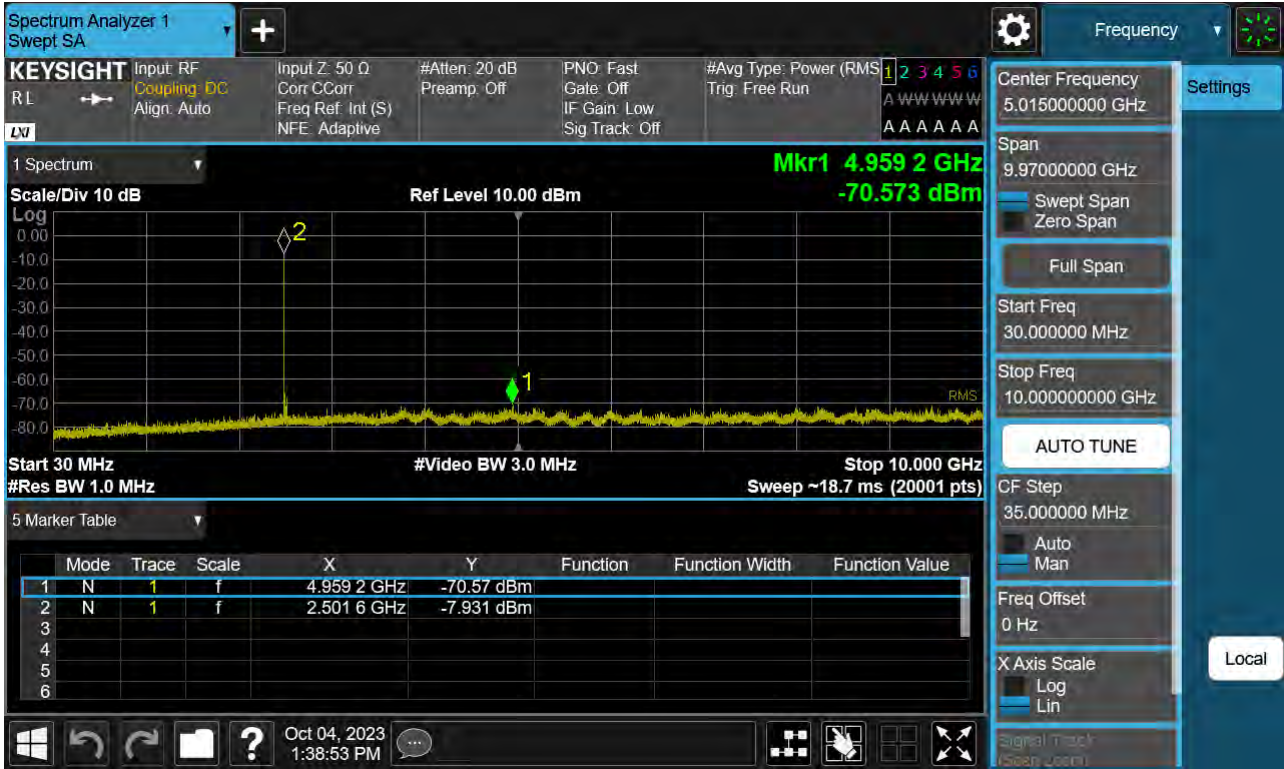 Spectrum Analyzer 1
Swept SA
Frequency
KEYSIGHT
R L
LXI
Input: RF
Coupling: DC
Align: Auto
Input Z: 50 Ω
Corr CCorr
Freq Ref: Int (S)
NFE: Adaptive
#Atten: 20 dB
Preamp: Off
PNO: Fast
Gate: Off
IF Gain: Low
Sig Track: Off
#Avg Type: Power (RMS
Trig: Free Run
1 2 3 4 5 6
A W W W W W
A A A A A A
1 Spectrum
Mkr1 4.959 2 GHz
Scale/Div 10 dB
Ref Level 10.00 dBm
-70.573 dBm
Log
0.00
-10.0
-20.0
-30.0
-40.0
-50.0
-60.0
-70.0
-80.0
2
1
RMS
Start 30 MHz
#Video BW 3.0 MHz
Stop 10.000 GHz
#Res BW 1.0 MHz
Sweep ~18.7 ms (20001 pts)
5 Marker Table
Mode Trace Scale X Y Function Function Width Function Value
1 N 1 f 4.959 2 GHz -70.57 dBm
2 N 1 f 2.501 6 GHz -7.931 dBm
3
4
5
6
Oct 04, 2023
1:38:53 PM
Center Frequency
5.015000000 GHz
Settings
Span
9.97000000 GHz
Swept Span
Zero Span
Full Span
Start Freq
30.000000 MHz
Stop Freq
10.000000000 GHz
AUTO TUNE
CF Step
35.000000 MHz
Auto
Man
Freq Offset
0 Hz
X Axis Scale
Log
Lin
Local
Signal Track
(Span Zoom)